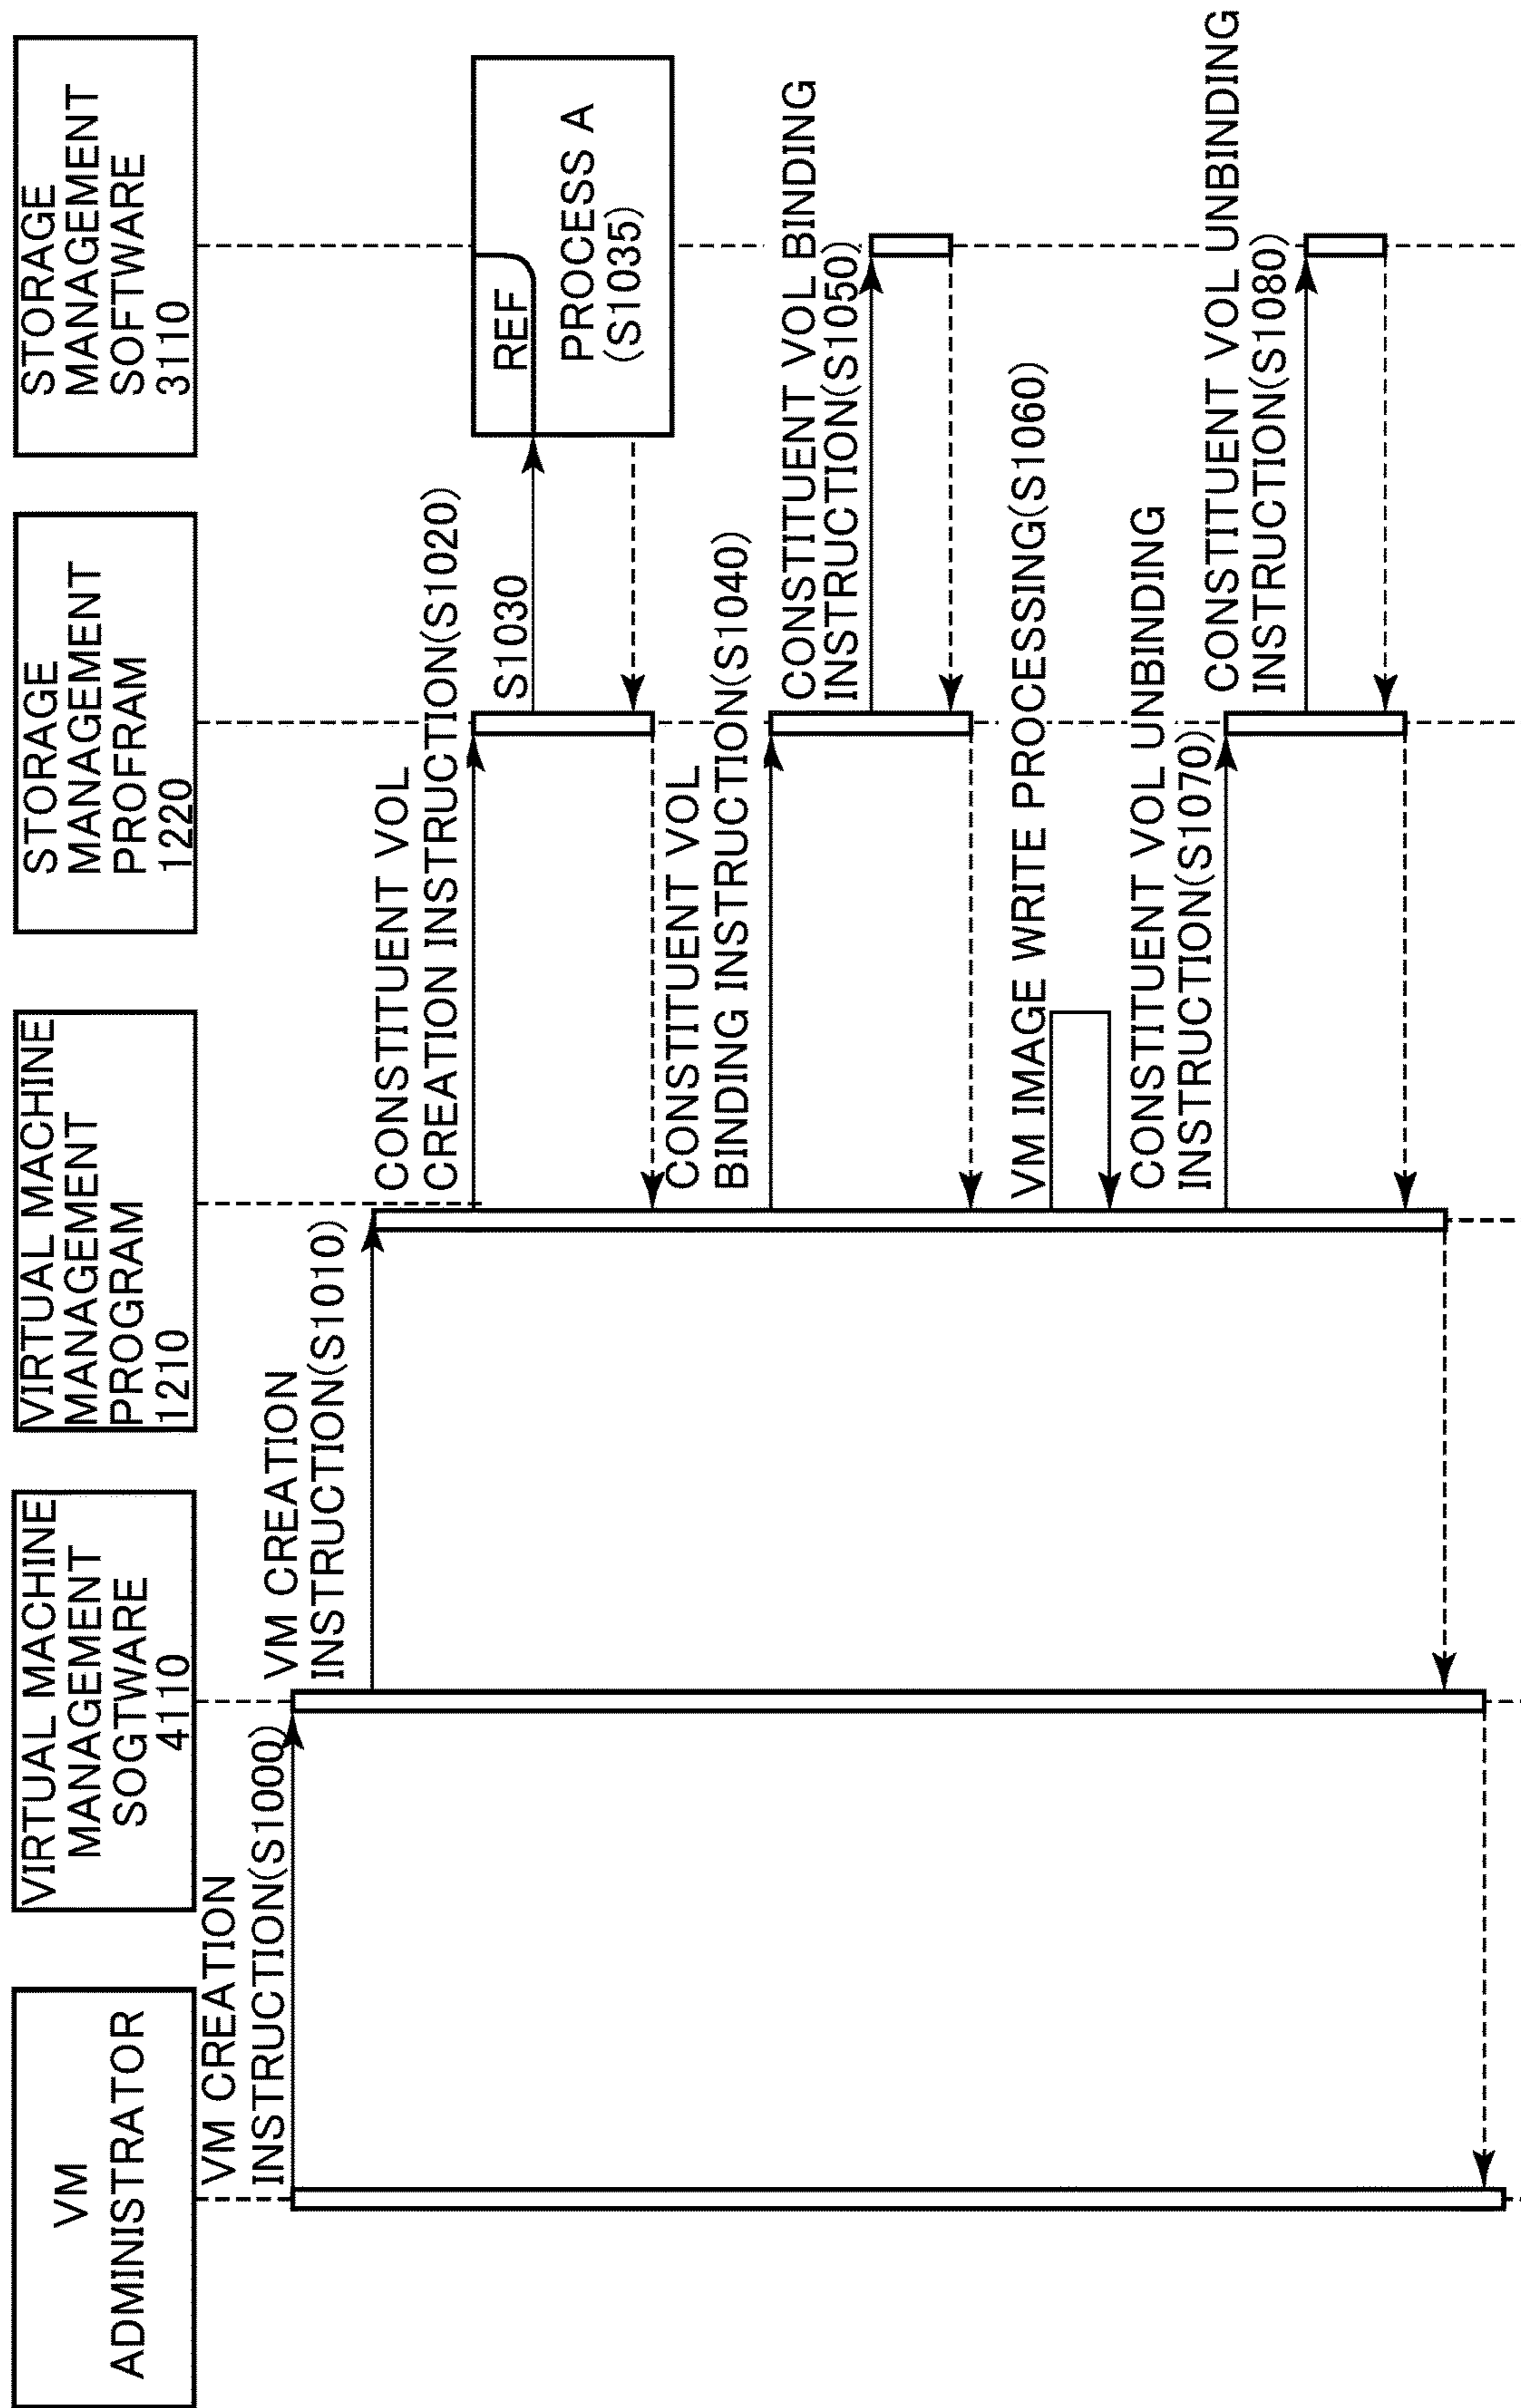 VM
ADMINISTRATOR
VIRTUAL MACHINE
MANAGEMENT
SOGTWARE
4110
VIRTUAL MACHINE
MANAGEMENT
PROGRAM
1210
STORAGE
MANAGEMENT
PROFRAM
1220
STORAGE
MANAGEMENT
SOFTWARE
3110
VM CREATION
INSTRUCTION(S1000)
VM CREATION
INSTRUCTION(S1010)
CONSTITUENT VOL
CREATION INSTRUCTION(S1020)
S1030
REF
PROCESS A
(S1035)
CONSTITUENT VOL
BINDING INSTRUCTION(S1040)
CONSTITUENT VOL BINDING
INSTRUCTION(S1050)
VM IMAGE WRITE PROCESSING(S1060)
CONSTITUENT VOL UNBINDING
INSTRUCTION(S1070)
CONSTITUENT VOL UNBINDING
INSTRUCTION(S1080)